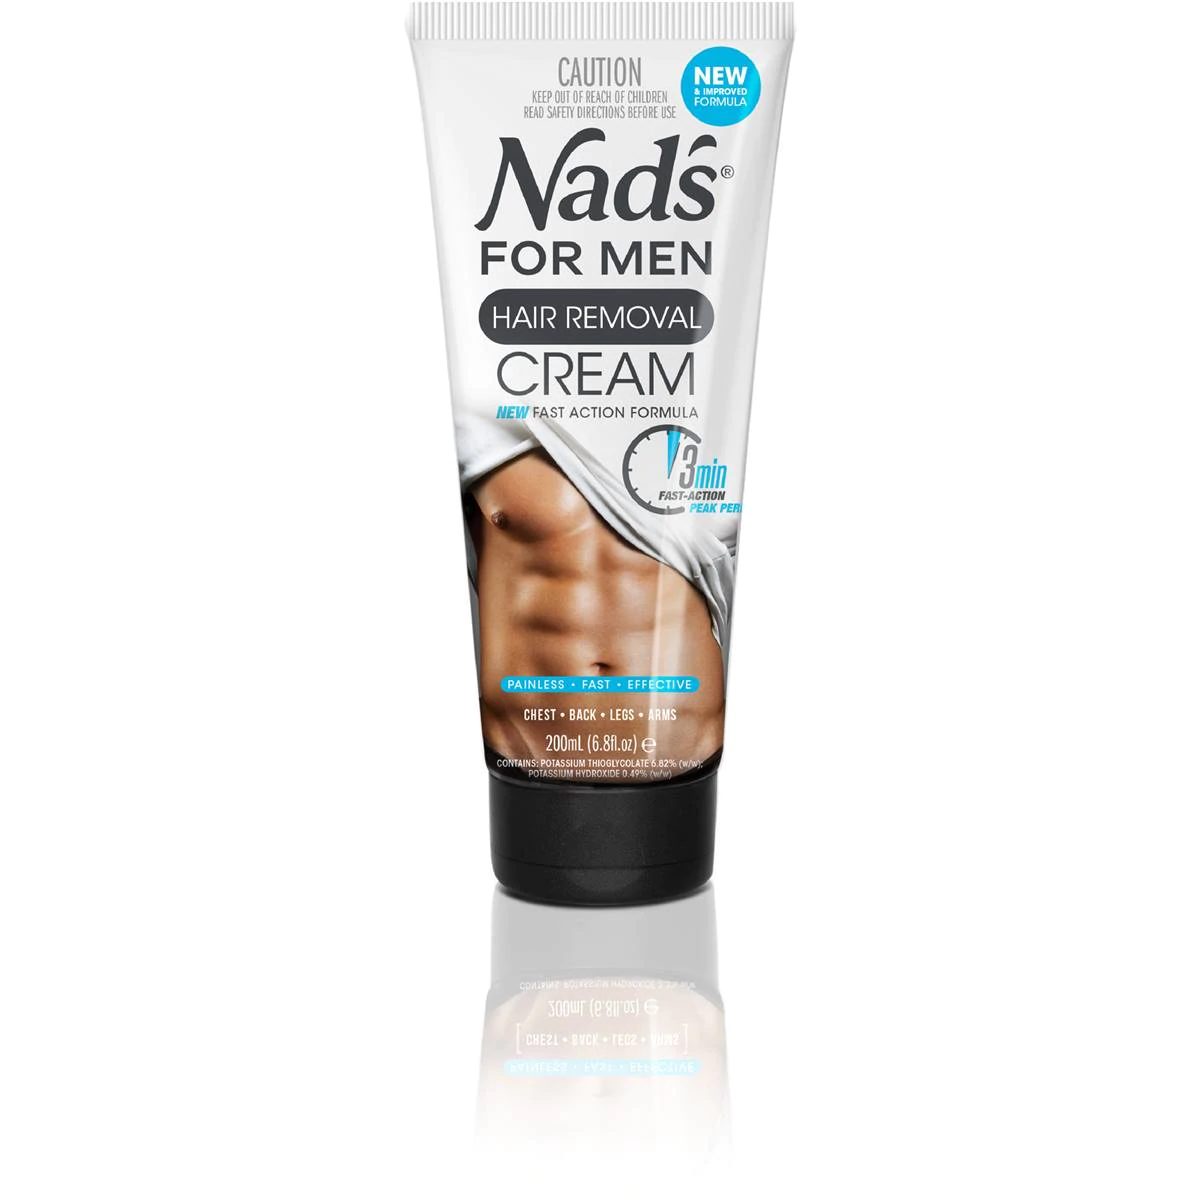 CAUTION
KEEP OUT OF REACH OF CHILDREN
READ SAFETY DIRECTIONS BEFORE USE
NEW
& IMPROVED
FORMULA
Nad's®
FOR MEN
HAIR REMOVAL
CREAM
NEW FAST ACTION FORMULA
3min
FAST-ACTION
PEAK PER
PAINLESS • FAST • EFFECTIVE
CHEST • BACK • LEGS • ARMS
200mL (6.8fl.oz) e
CONTAINS: POTASSIUM THIOGLYCOLATE 6.82% (w/w);
POTASSIUM HYDROXIDE 0.49% (w/w)